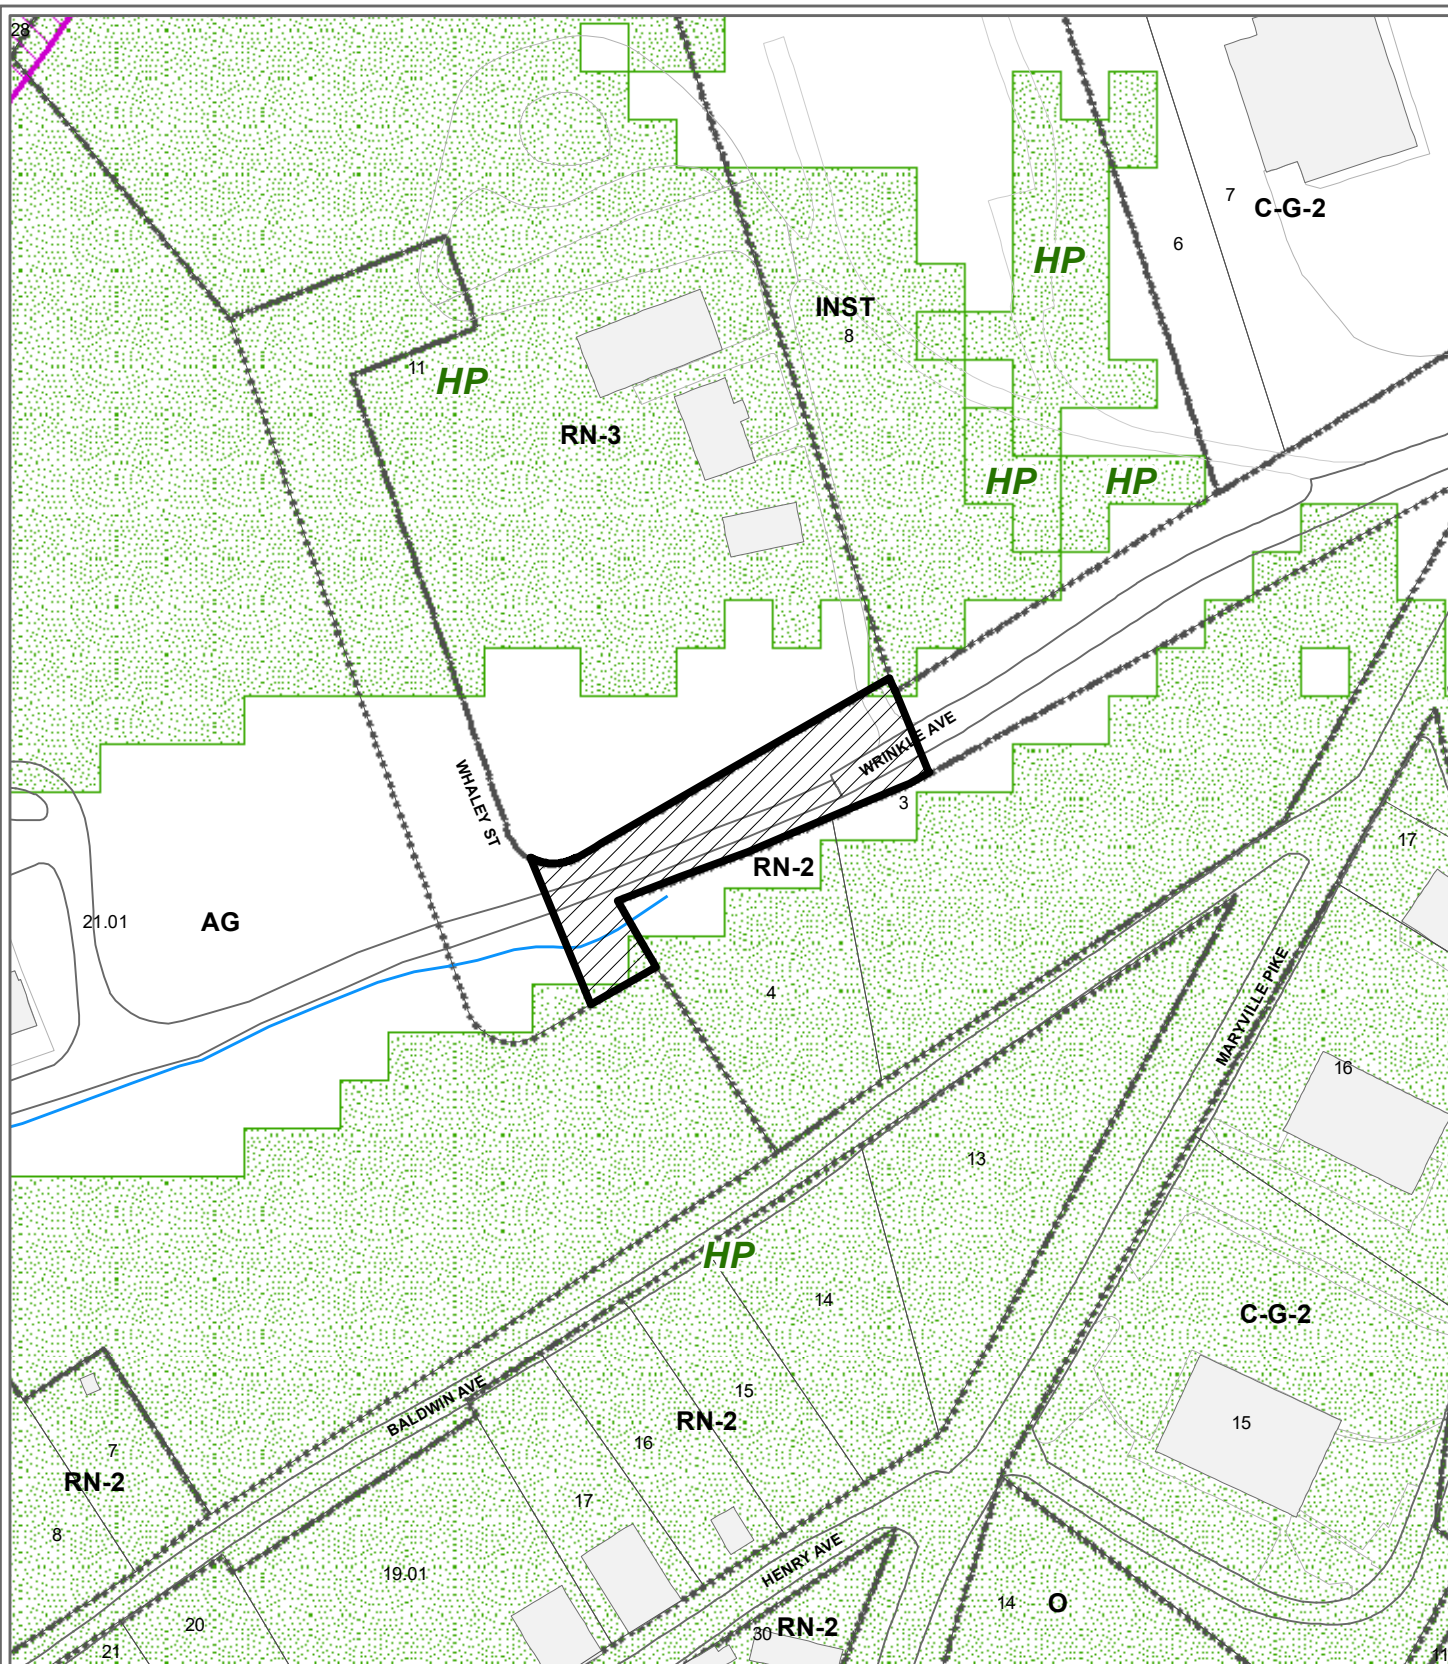 28
7
C-G-2
6
HP
INST
8
11
HP
RN-3
HP
HP
WRINKLE AVE
WHALEY ST
3
17
RN-2
21.01
AG
4
MARYVILLE PIKE
16
13
HP
14
C-G-2
BALDWIN AVE
15
RN-2
15
16
7
RN-2
17
8
HENRY AVE
19.01
14
O
20
30
RN-2
21
11